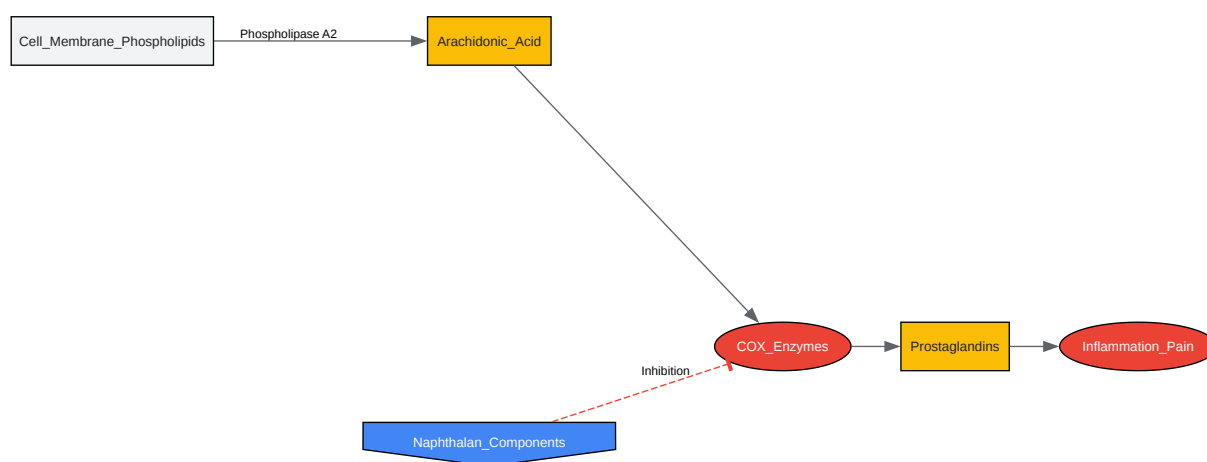 Cell_Membrane_Phospholipids
Phospholipase A2
Arachidonic_Acid
COX_Enzymes
Prostaglandins
Inflammation_Pain
Inhibition
Naphthalan_Components